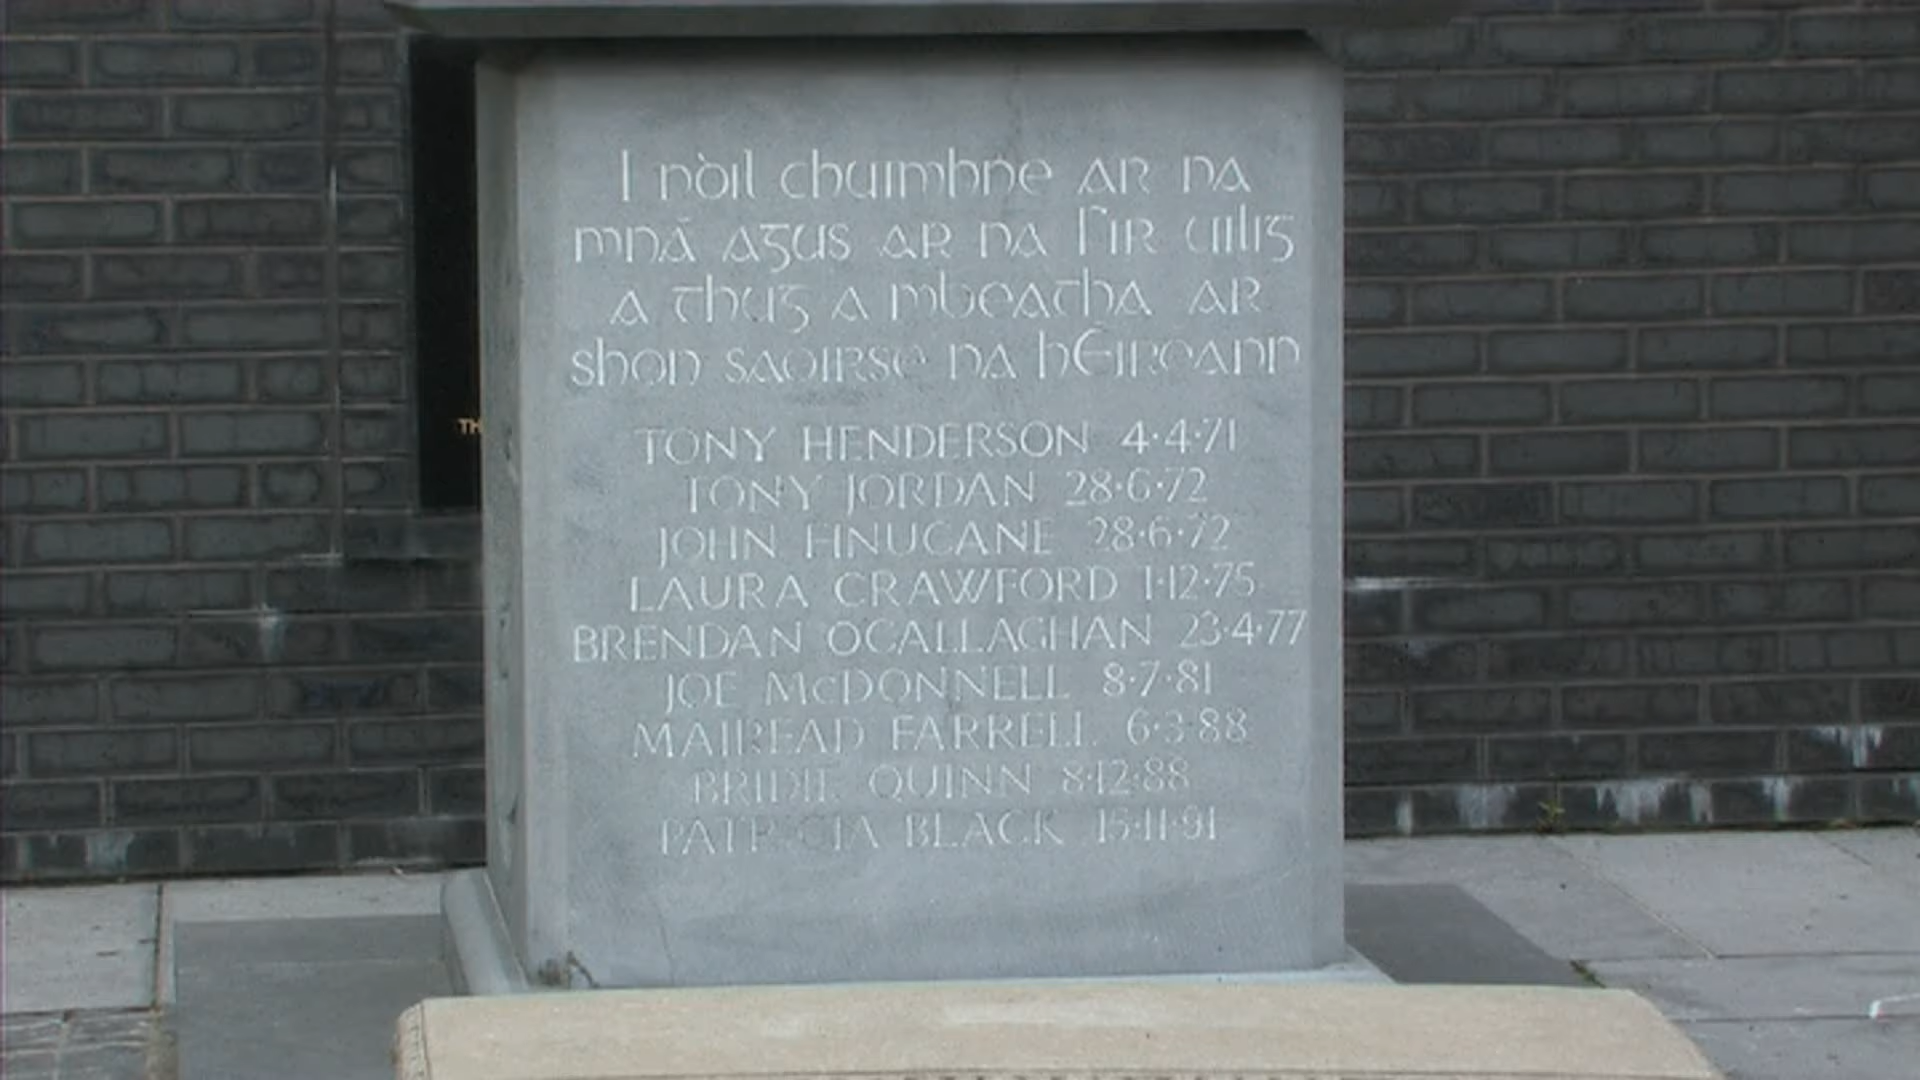 I nDíl chuimhne ar na
mná agus ar na fir uilig
a thug a mbeatha ar
shon saoirse na hÉireann
TONY HENDERSON 4·4·71
TONY JORDAN 28·6·72
JOHN FINUCANE 28·6·72
LAURA CRAWFORD 1·12·75
BRENDAN OCALLAGHAN 23·4·77
JOE McDONNELL 8·7·81
MAIREAD FARRELL 6·3·88
BRIDIE QUINN 8·12·88
PATRICIA BLACK 15·11·91